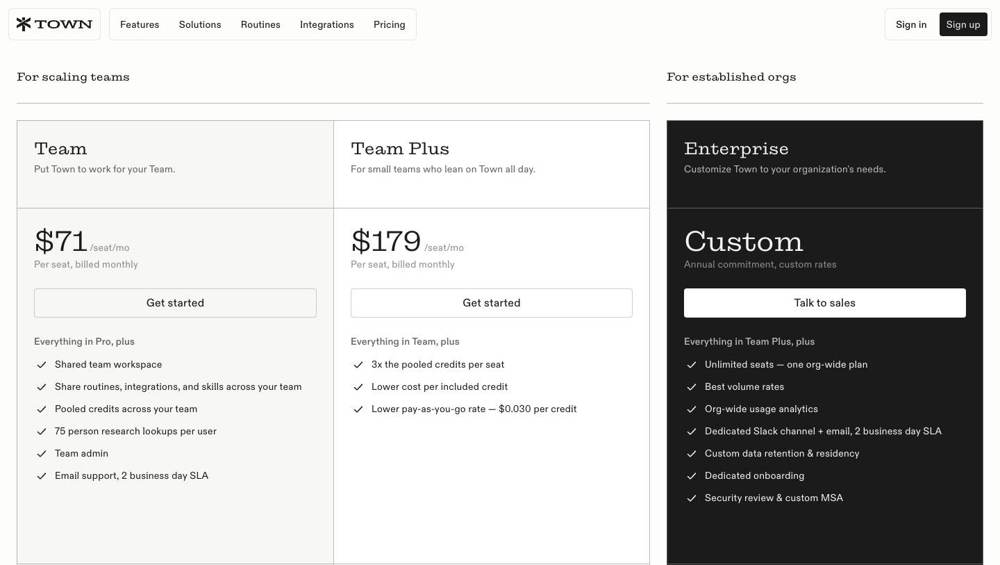 TOWN
Features Solutions Routines Integrations Pricing
Sign in Sign up
For scaling teams
Team
Put Town to work for your Team.
$71 /seat/mo
Per seat, billed monthly
Get started
Everything in Pro, plus
Shared team workspace
Share routines, integrations, and skills across your team
Pooled credits across your team
75 person research lookups per user
Team admin
Email support, 2 business day SLA
Team Plus
For small teams who lean on Town all day.
$179 /seat/mo
Per seat, billed monthly
Get started
Everything in Team, plus
3x the pooled credits per seat
Lower cost per included credit
Lower pay-as-you-go rate — $0.030 per credit
For established orgs
Enterprise
Customize Town to your organization's needs.
Custom
Annual commitment, custom rates
Talk to sales
Everything in Team Plus, plus
Unlimited seats — one org-wide plan
Best volume rates
Org-wide usage analytics
Dedicated Slack channel + email, 2 business day SLA
Custom data retention & residency
Dedicated onboarding
Security review & custom MSA